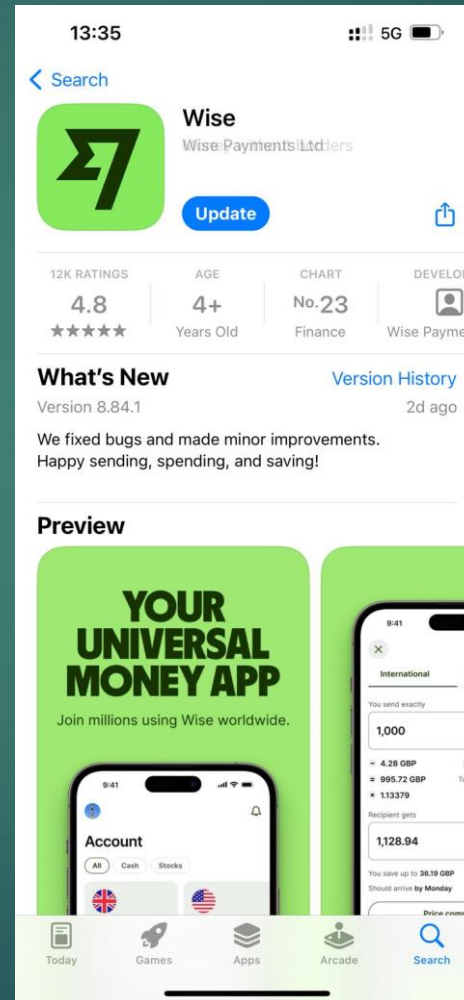 13:35
5G
Search
Wise
Wise Payments Ltd
Update
12K RATINGS
AGE
CHART
4.8
4+
No.23
Years Old
Finance
What's New
Version History
Version 8.84.1
2d ago
We fixed bugs and made minor improvements.
Happy sending, spending, and saving!
Preview
YOUR
UNIVERSAL
MONEY APP
Join millions using Wise worldwide.
9:41
Account
All
Cash
Stocks
9:41
International
You send exactly
1,000
- 4.28 GBP
= 995.72 GBP
× 1.13379
Recipient gets
1,128.94
You save up to 36.19 GBP
Should arrive by Monday
Price
Today
Games
Apps
Arcade
Search